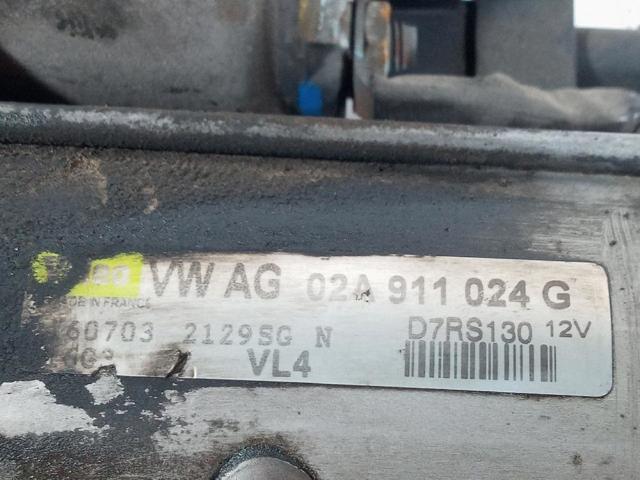 VW AG 02A 911 024 G
MADE IN FRANCE
60703 2129SG N D7RS130 12V
VL4